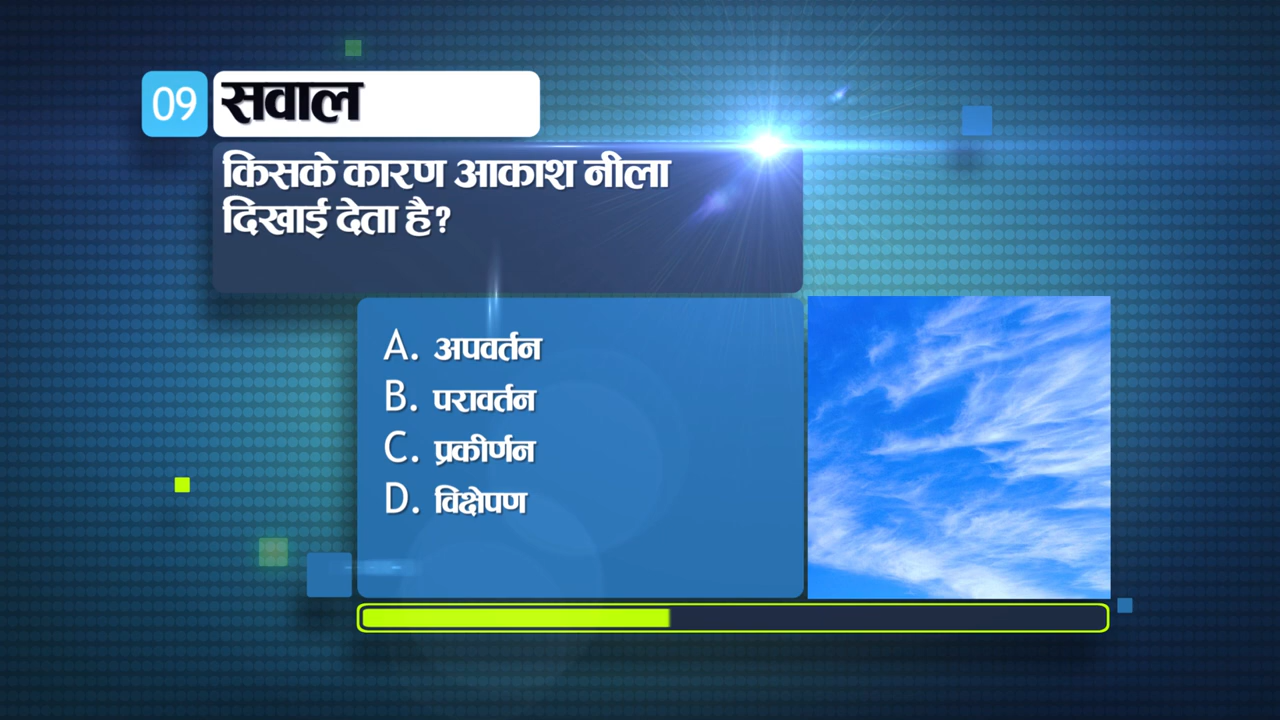 09 सवाल
किसके कारण आकाश नीला
दिखाई देता है?
A. अपवर्तन
B. परावर्तन
C. प्रकीर्णन
D. विक्षेपण